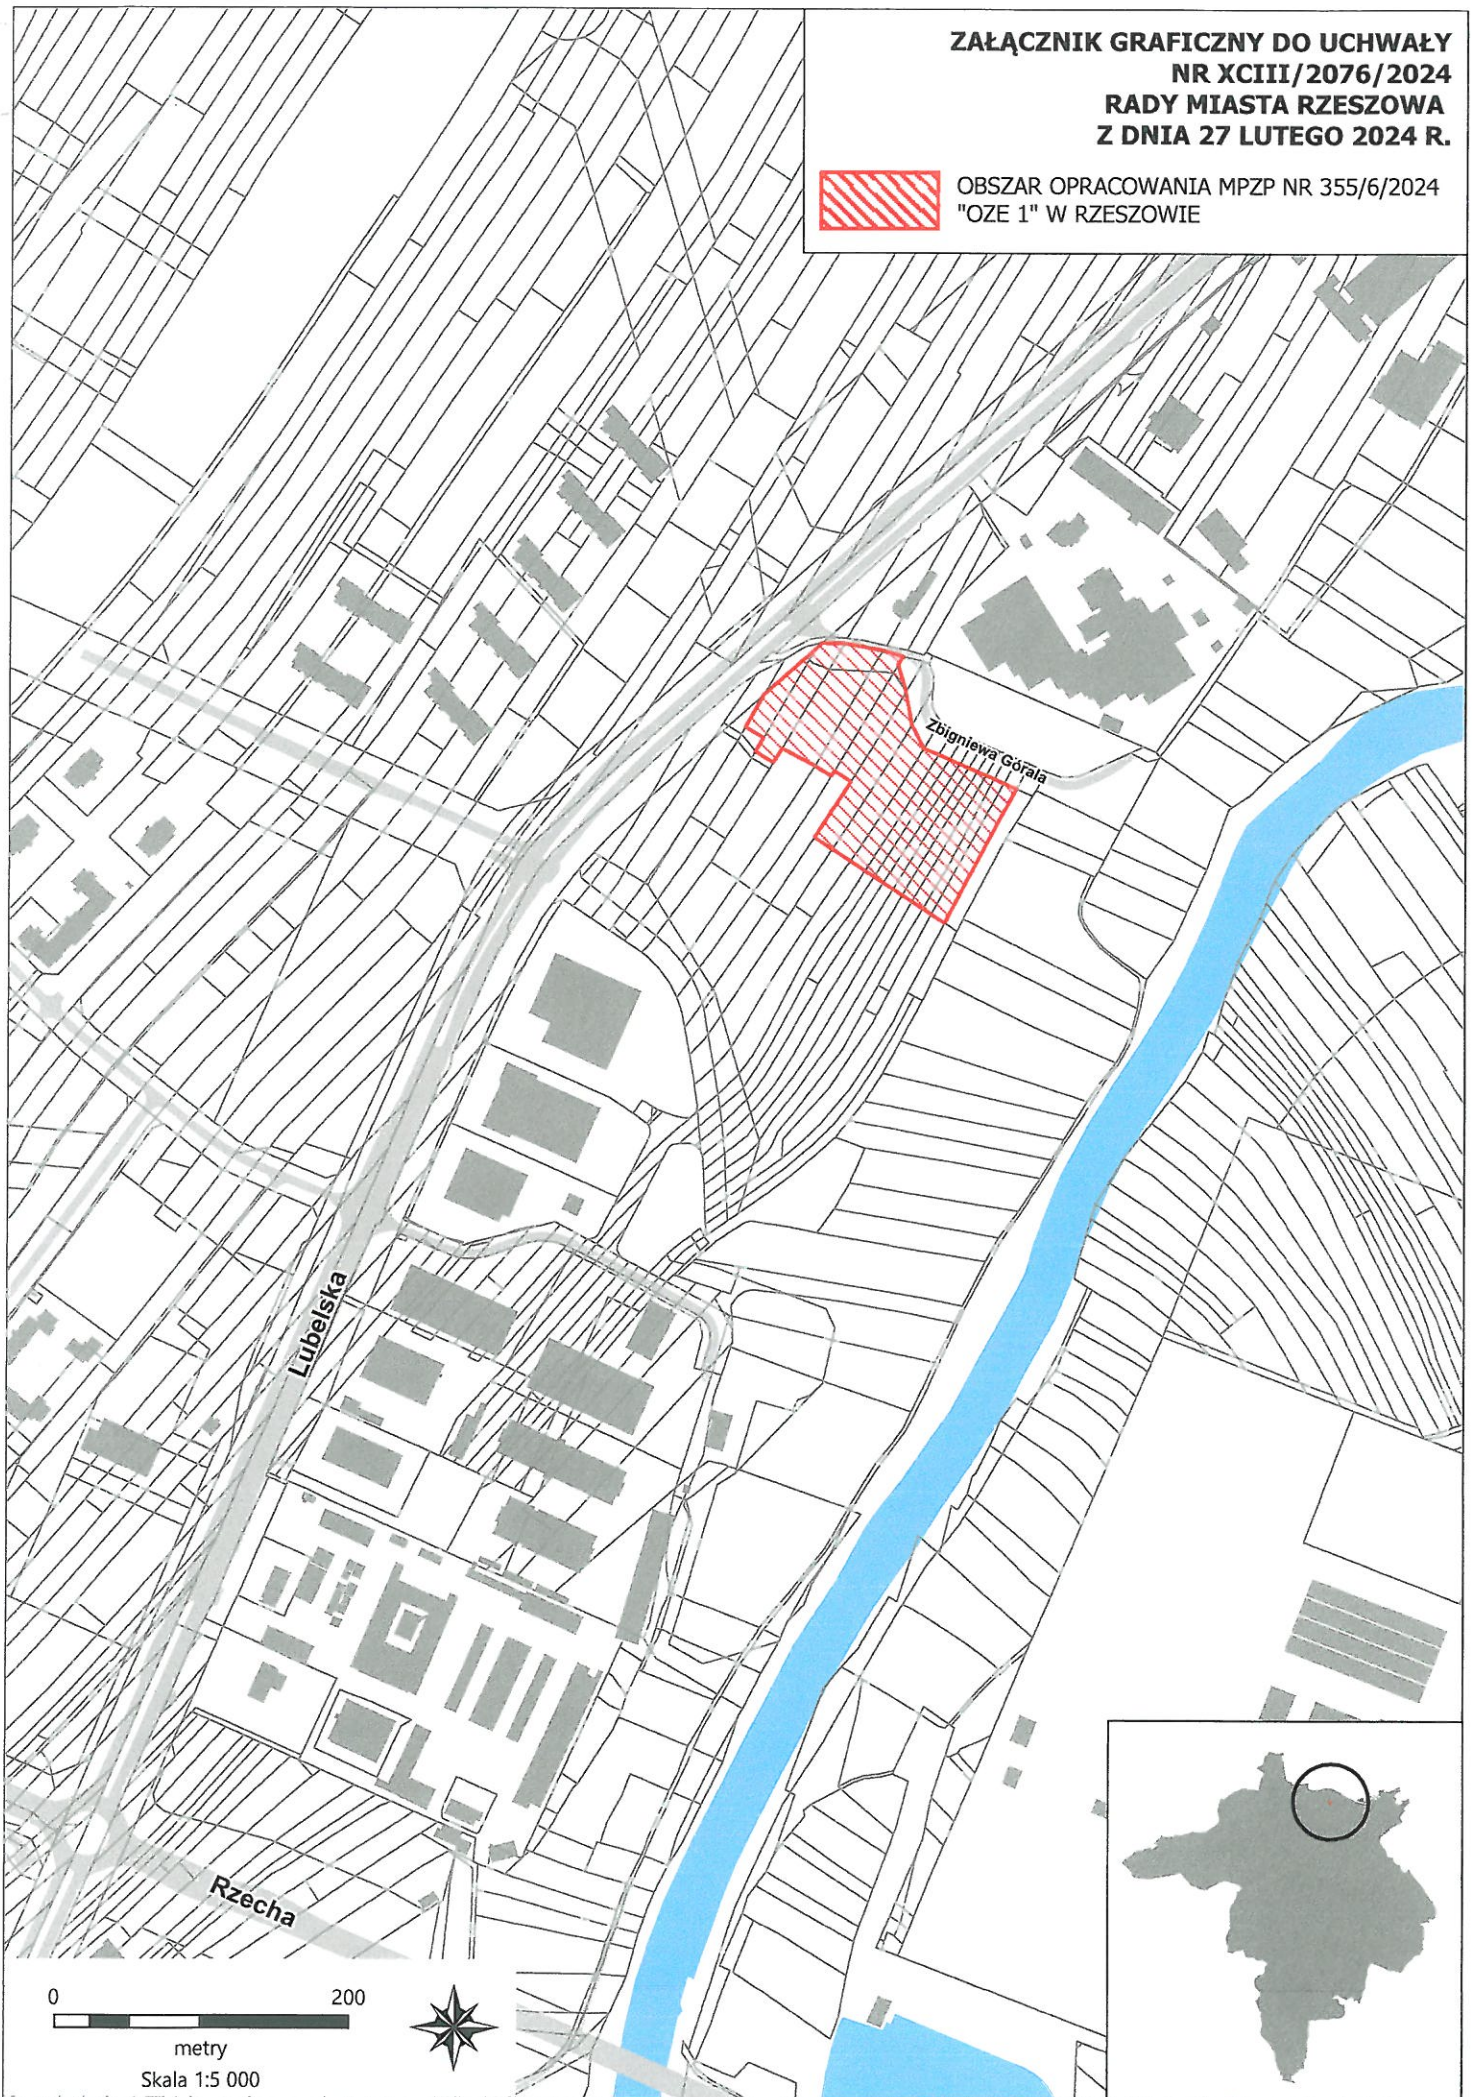 ZAŁĄCZNIK GRAFICZNY DO UCHWAŁY
NR XCIII/2076/2024
RADY MIASTA RZESZOWA
Z DNIA 27 LUTEGO 2024 R.
OBSZAR OPRACOWANIA MPZP NR 355/6/2024
"OZE 1" W RZESZOWIE
Zbigniewa Górala
Lubelska
Rzecha
0 200
metry
Skala 1:5 000